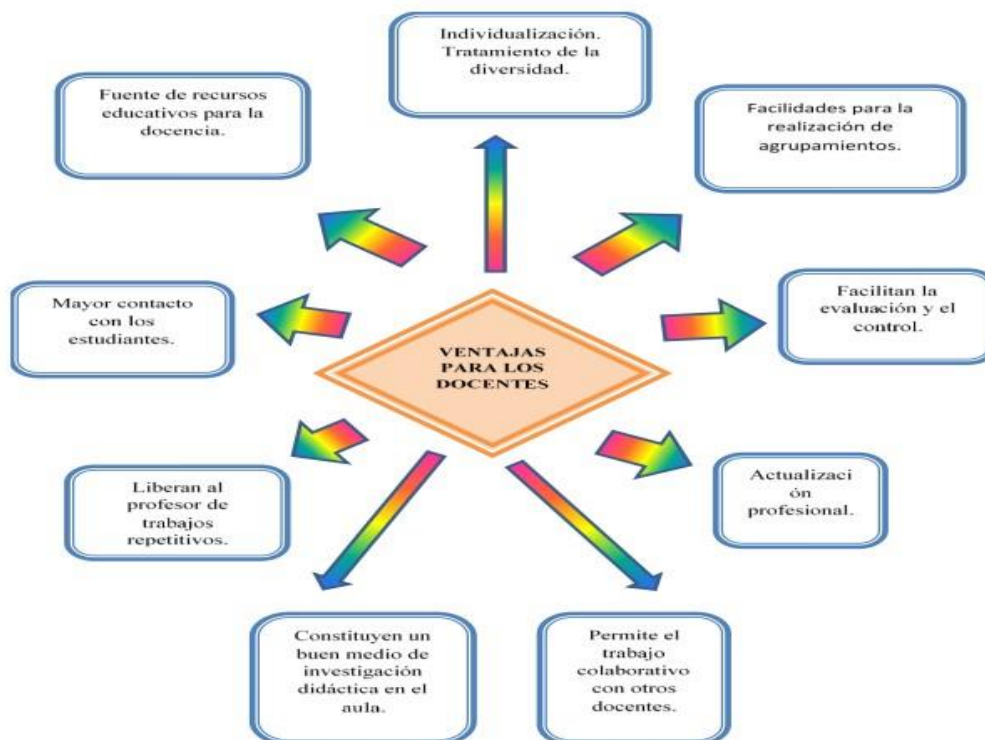 Individualización.
Tratamiento de la
diversidad.
Fuente de recursos
educativos para la
docencia.
Facilidades para la
realización de
agrupamientos.
Mayor contacto
con los
estudiantes.
Facilitan la
evaluación y el
control.
VENTAJAS
PARA LOS
DOCENTES
Liberan al
profesor de
trabajos
repetitivos.
Actualizaci
ón
profesional.
Constituyen un
buen medio de
investigación
didáctica en el
aula.
Permite el
trabajo
colaborativo
con otros
docentes.